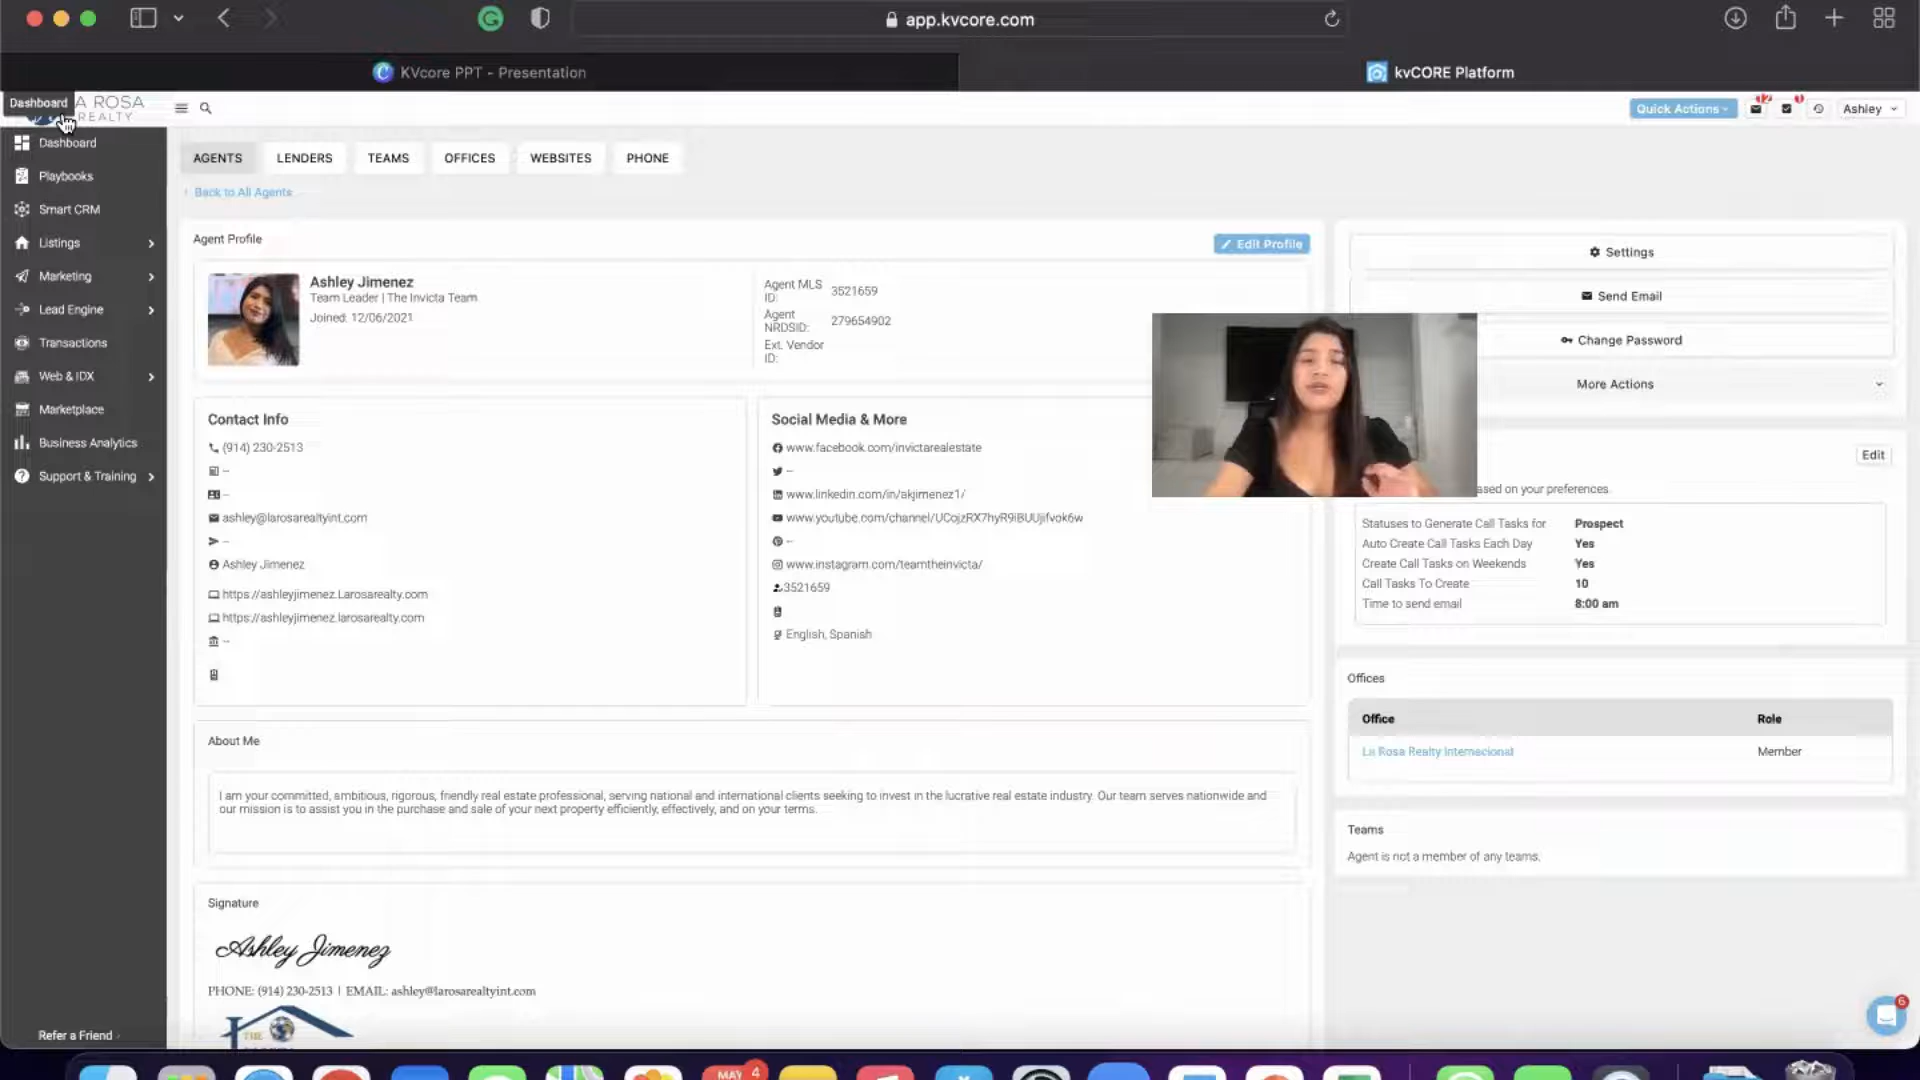 app.kvcore.com
KVcore PPT - Presentation
kvCORE Platform
Dashboard
A ROSA
REALTY
Quick Actions
12
1
Ashley
Dashboard
Playbooks
Smart CRM
Listings
Marketing
Lead Engine
Transactions
Web & IDX
Marketplace
Business Analytics
Support & Training
Refer a Friend
AGENTS
LENDERS
TEAMS
OFFICES
WEBSITES
PHONE
Back to All Agents
Agent Profile
Edit Profile
Ashley Jimenez
Team Leader | The Invicta Team
Joined: 12/06/2021
Agent MLS ID: 3521659
Agent NRDSID: 279654902
Ext. Vendor ID:
Contact Info
(914) 230-2513
--
--
ashley@larosarealtyint.com
--
Ashley Jimenez
https://ashleyjimenez.Larosarealty.com
https://ashleyjimenez.larosarealty.com
--
Social Media & More
www.facebook.com/invictarealestate
--
www.linkedin.com/in/akjimenez1/
www.youtube.com/channel/UCojzRX7hyR9iBUUjifvok6w
--
www.instagram.com/teamtheinvicta/
3521659
English, Spanish
About Me
I am your committed, ambitious, rigorous, friendly real estate professional, serving national and international clients seeking to invest in the lucrative real estate industry. Our team serves nationwide and
our mission is to assist you in the purchase and sale of your next property efficiently, effectively, and on your terms.
Signature
Ashley Jimenez
PHONE: (914) 230-2513 | EMAIL: ashley@larosarealtyint.com
THE
Settings
Send Email
Change Password
More Actions
Edit
ased on your preferences.
Statuses to Generate Call Tasks for Prospect
Auto Create Call Tasks Each Day Yes
Create Call Tasks on Weekends Yes
Call Tasks To Create 10
Time to send email 8:00 am
Offices
Office Role
La Rosa Realty Internacional Member
Teams
Agent is not a member of any teams.
6
MAY
4